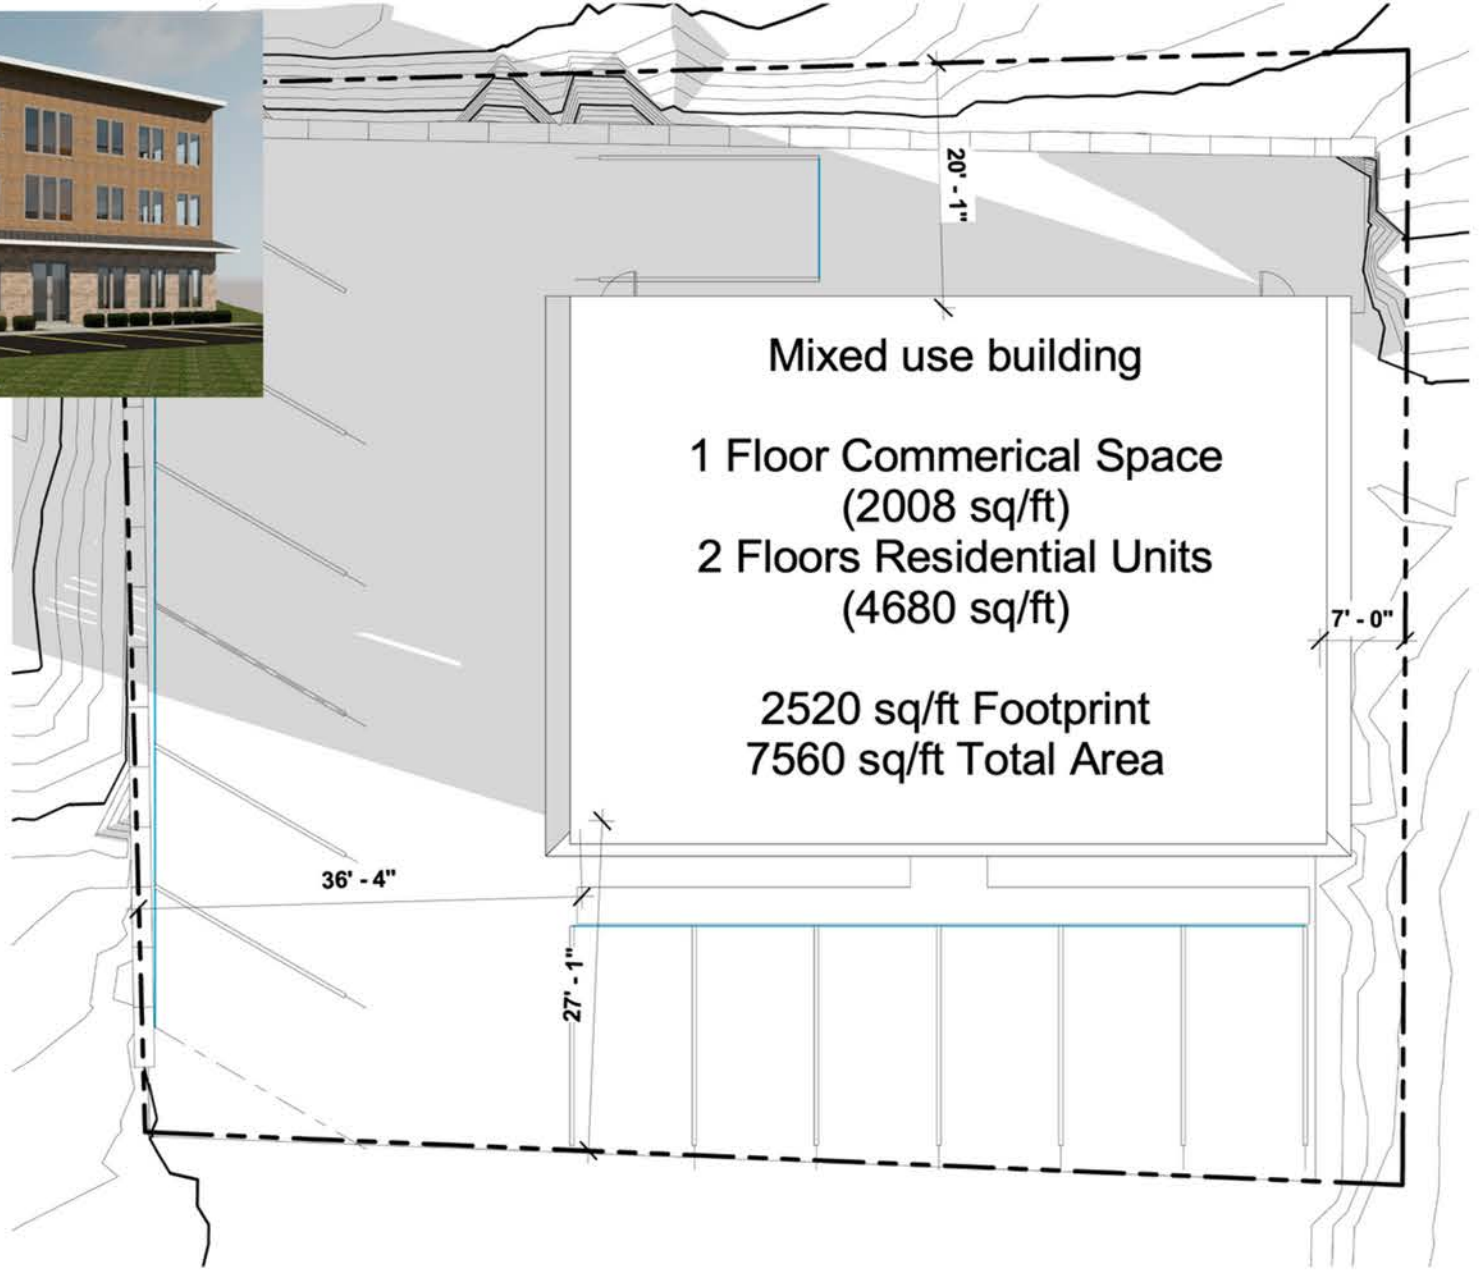 20' - 1"
Mixed use building
1 Floor Commerical Space
(2008 sq/ft)
2 Floors Residential Units
(4680 sq/ft)
7' - 0"
2520 sq/ft Footprint
7560 sq/ft Total Area
36' - 4"
27' - 1"